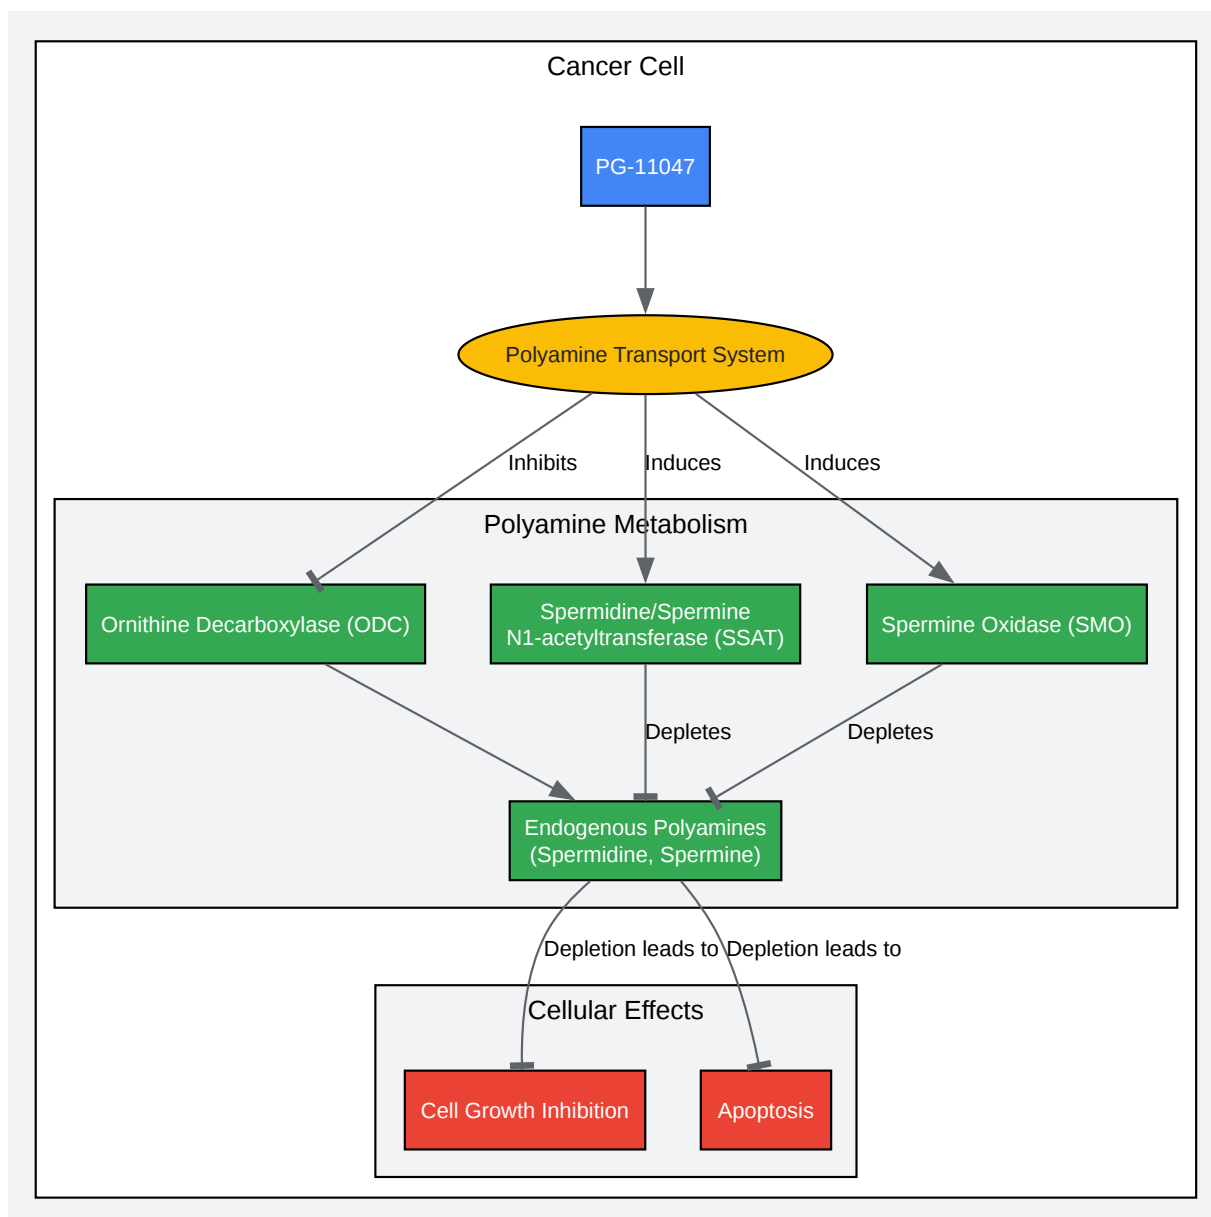 Cancer Cell
PG-11047
Polyamine Transport System
Inhibits
Induces
Induces
Polyamine Metabolism
Ornithine Decarboxylase (ODC)
Spermidine/Spermine
N1-acetyltransferase (SSAT)
Spermine Oxidase (SMO)
Depletes
Depletes
Endogenous Polyamines
(Spermidine, Spermine)
Depletion leads to
Depletion leads to
Cellular Effects
Cell Growth Inhibition
Apoptosis